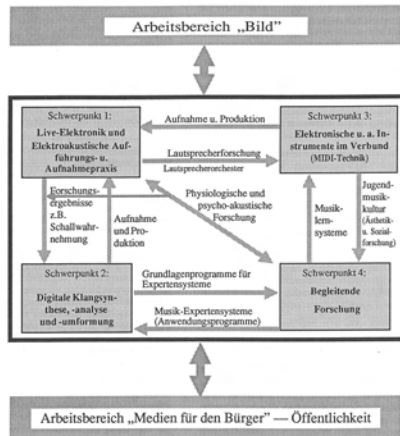 Arbeitsbereich „Bild”
Schwerpunkt 1:
Live-Elektronik und
Elektroakustische Auf-
führungs- u.
Aufnahmepraxis
Aufnahme u. Produktion
Lautsprecherforschung
Lautsprecherorchester
Schwerpunkt 3:
Elektronische u. a. In-
strumente im Verbund
(MIDI-Technik)
Forschungs-
ergebnisse
z.B.
Schallwahr-
nehmung
Aufnahme
und Pro-
duktion
Physiologische und
psycho-akustische
Forschung
Musik-
lern-
systeme
Jugend-
musik-
kultur
(Ästhetik-
u. Sozial-
forschung)
Schwerpunkt 2:
Digitale Klangsyn-
these, -analyse
und -umformung
Grundlagenprogramme für
Expertensysteme
Musik-Expertensysteme
(Anwendungsprogramme)
Schwerpunkt 4:
Begleitende
Forschung
Arbeitsbereich „Medien für den Bürger” — Öffentlichkeit